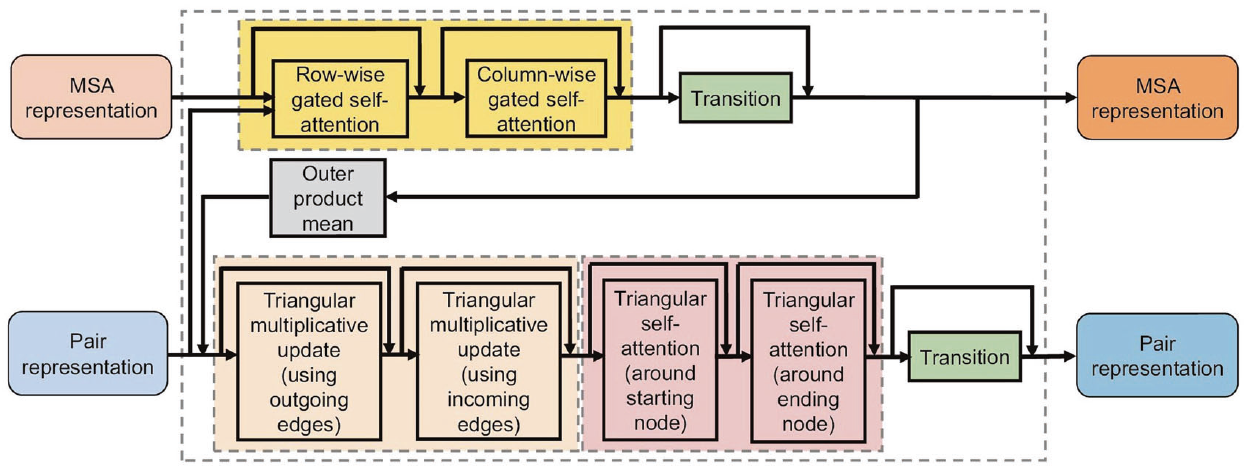 MSA
representation
Row-wise
gated self-
attention
Column-wise
gated self-
attention
Transition
MSA
representation
Outer
product
mean
Pair
representation
Triangular
multiplicative
update
(using
outgoing
edges)
Triangular
multiplicative
update
(using
incoming
edges)
Triangular
self-
attention
(around
starting
node)
Triangular
self-
attention
(around
ending
node)
Transition
Pair
representation